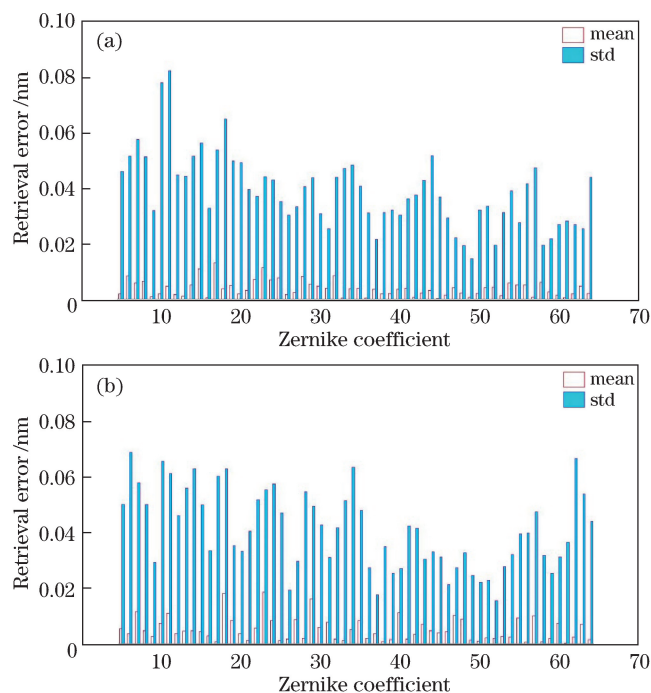 (a)
mean
std
Retrieval error /nm
0.10
0.08
0.06
0.04
0.02
0
10
20
30
40
50
60
70
Zernike coefficient
(b)
mean
std
Retrieval error /nm
0.10
0.08
0.06
0.04
0.02
0
10
20
30
40
50
60
70
Zernike coefficient